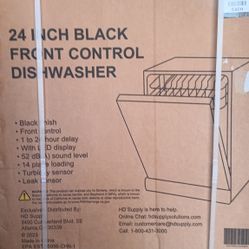 24 INCH BLACK
FRONT CONTROL
DISHWASHER
• Black finish
• Front control
• 1 to 24 hour delay
• With LED display
• 52 dB(A) sound level
• 14 place loading
• Turbidity sensor
• Leak sensor
Exclusively Distributed By:
HD Supply
Atlanta, GA 30339
© 2023
Made in China
HD Supply is here to help
Online Chat: hdsupplysolutions.com
Email: customercare@hdsupply.com
Call: 1-800-431-3000